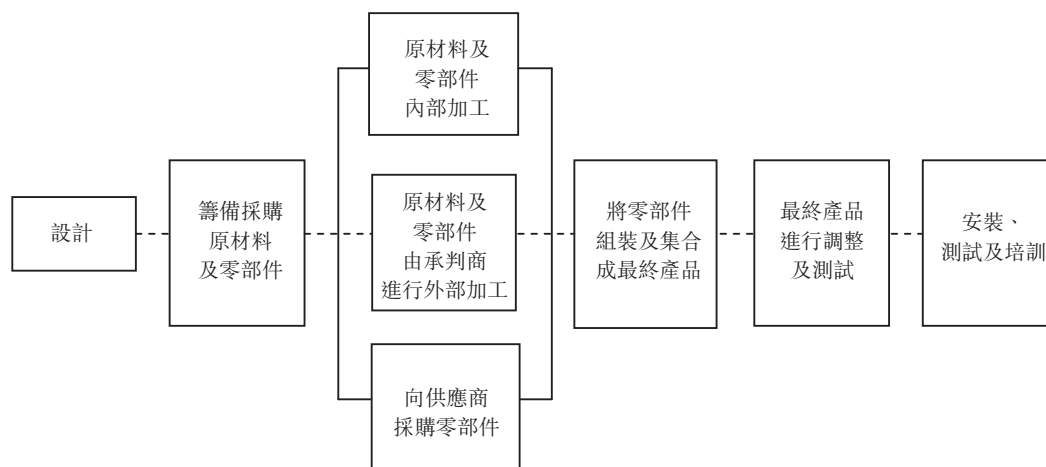 原材料及
零部件
內部加工
設計
籌備採購
原材料
及零部件
原材料及
零部件
由承判商
進行外部加工
向供應商
採購零部件
將零部件
組裝及集合
成最終產品
最終產品
進行調整
及測試
安裝、
測試及培訓